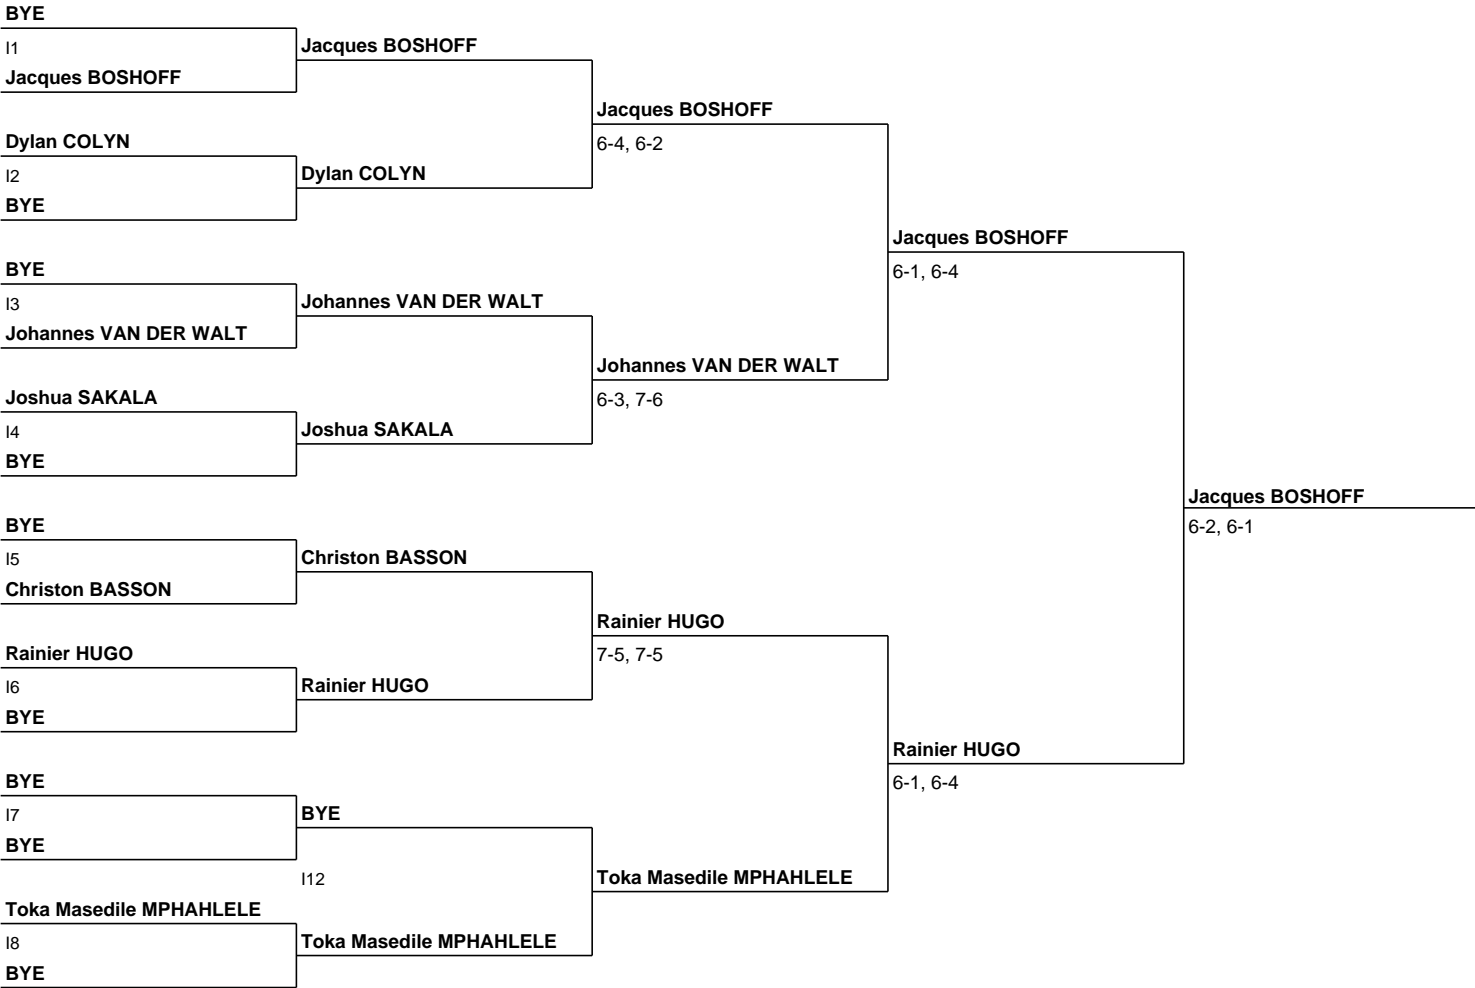 BYE
I1
Jacques BOSHOFF
Jacques BOSHOFF
Dylan COLYN
I2
BYE
Dylan COLYN
Jacques BOSHOFF
6-4, 6-2
BYE
I3
Johannes VAN DER WALT
Johannes VAN DER WALT
Joshua SAKALA
I4
BYE
Joshua SAKALA
Johannes VAN DER WALT
6-3, 7-6
Jacques BOSHOFF
6-1, 6-4
BYE
I5
Christon BASSON
Christon BASSON
Rainier HUGO
I6
BYE
Rainier HUGO
Rainier HUGO
7-5, 7-5
BYE
I7
BYE
BYE
I12
Toka Masedile MPHAHLELE
I8
BYE
Toka Masedile MPHAHLELE
Toka Masedile MPHAHLELE
Rainier HUGO
6-1, 6-4
Jacques BOSHOFF
6-2, 6-1